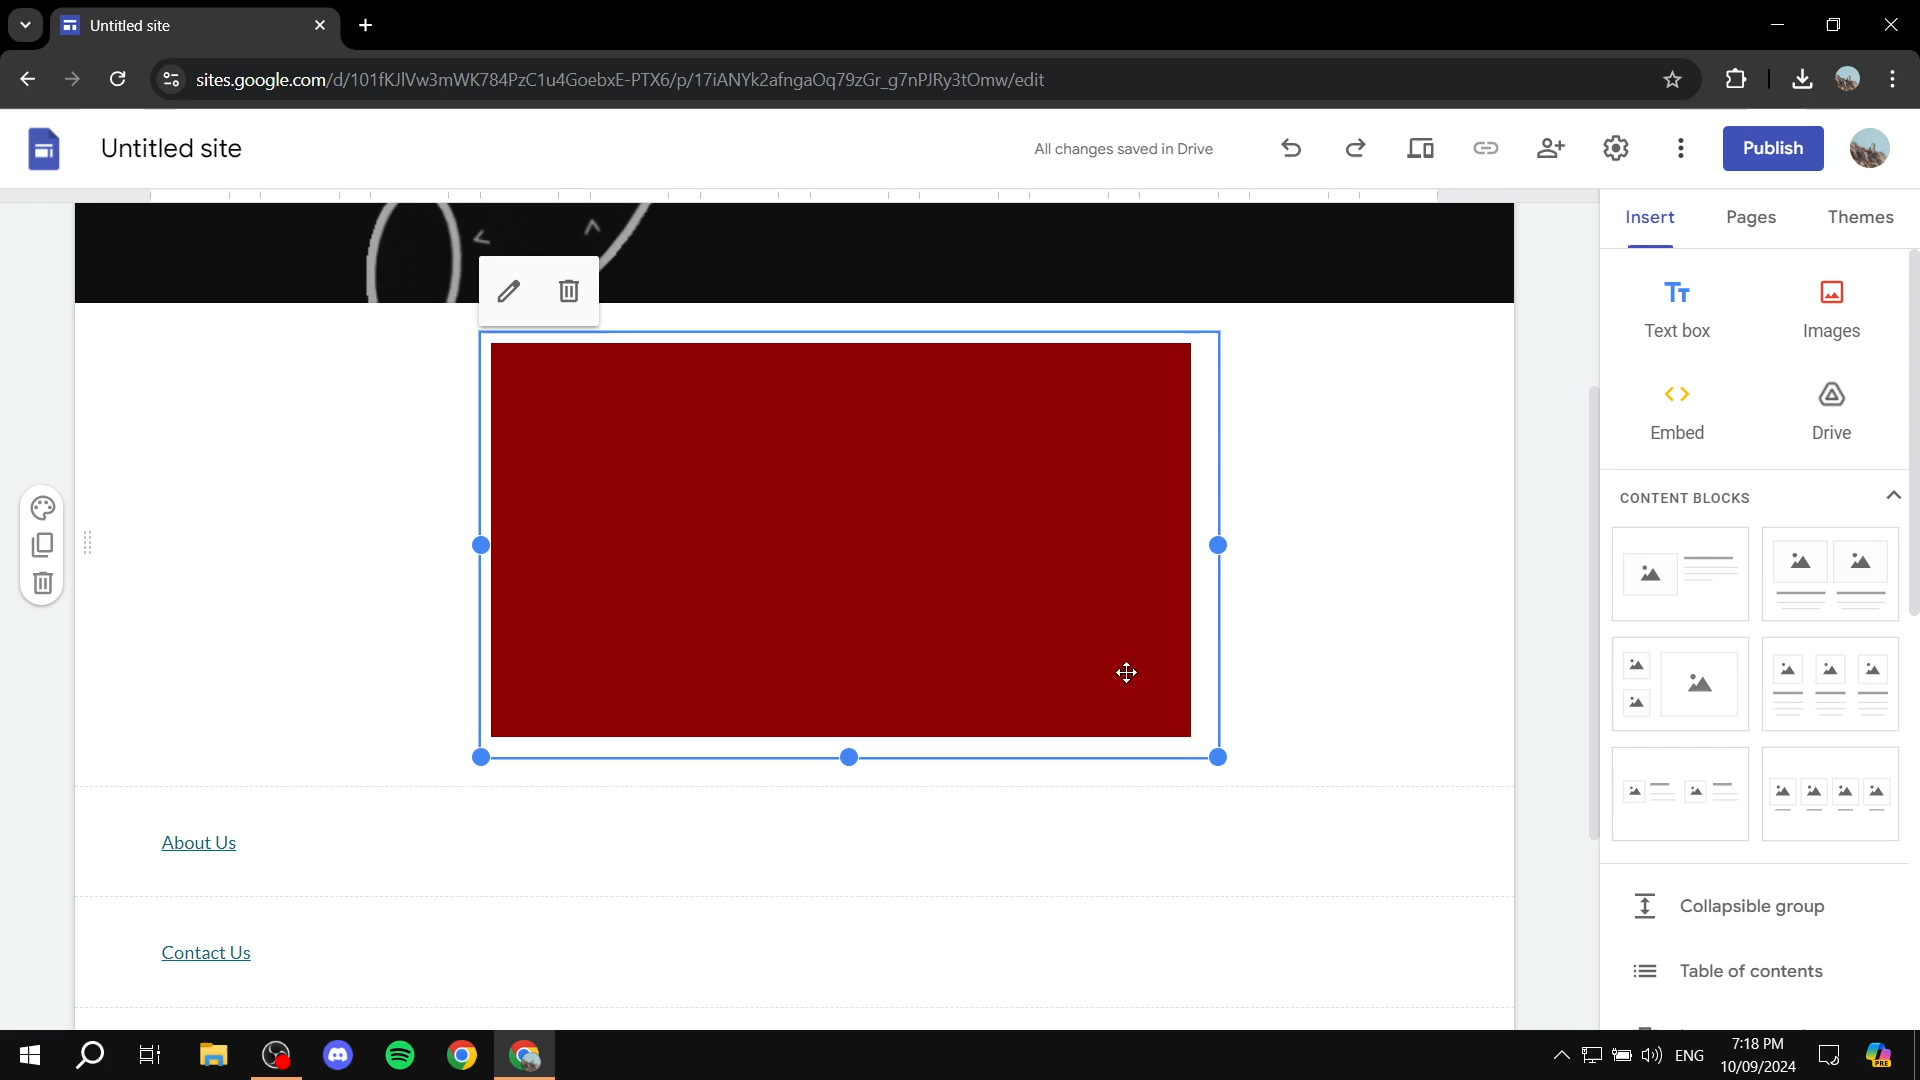 Untitled site
sites.google.com/d/101fKJlVw3mWK784PzC1u4GoebxE-PTX6/p/17iANYk2afngaOq79zGr_g7nPJRy3tOmw/edit
Untitled site
All changes saved in Drive
Publish
Insert
Pages
Themes
Text box
Images
Embed
Drive
CONTENT BLOCKS
About Us
Contact Us
Collapsible group
Table of contents
ENG
7:18 PM
10/09/2024
PRE